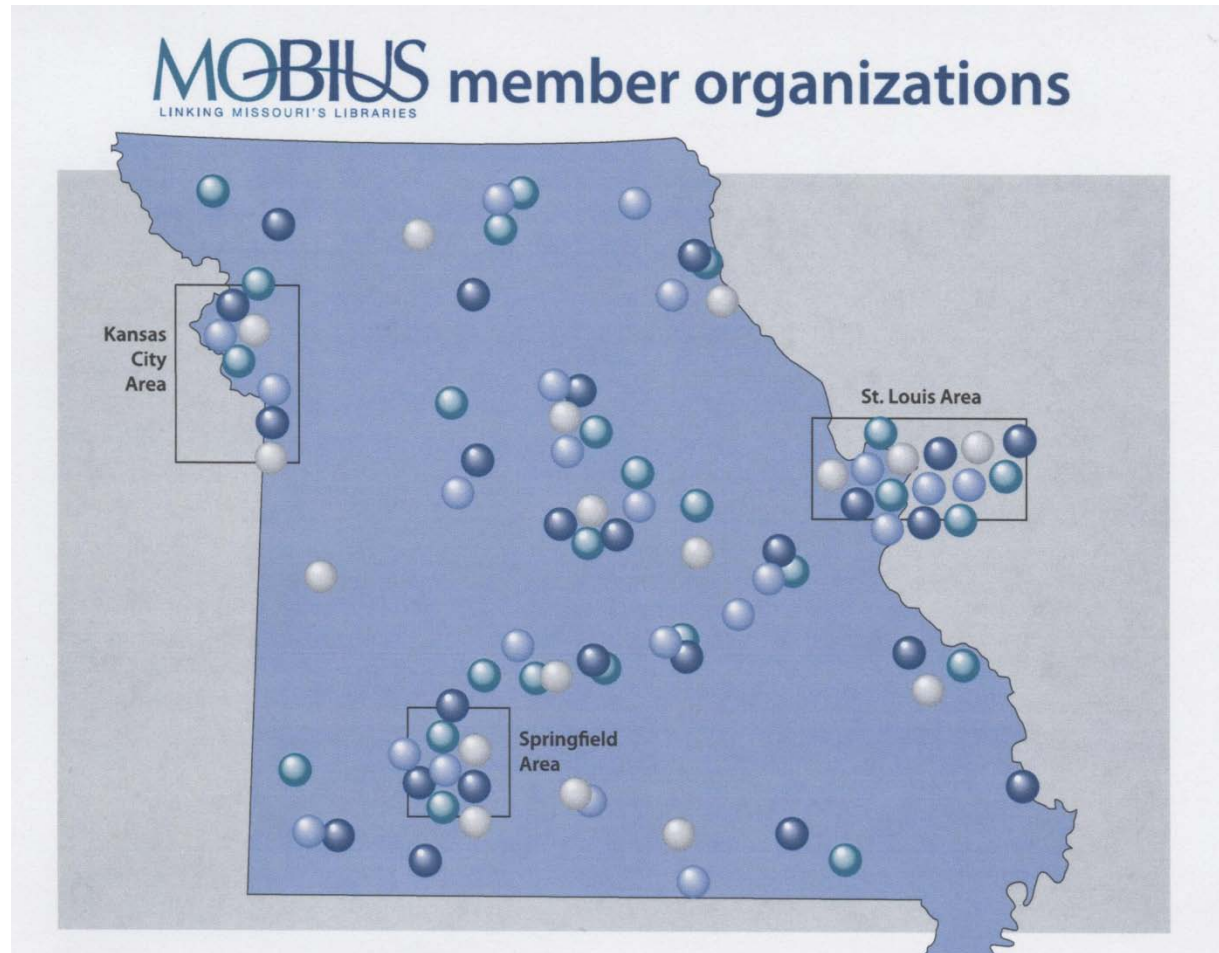 MOBIUS member organizations
LINKING MISSOURI'S LIBRARIES
Kansas
City
Area
St. Louis Area
Springfield
Area